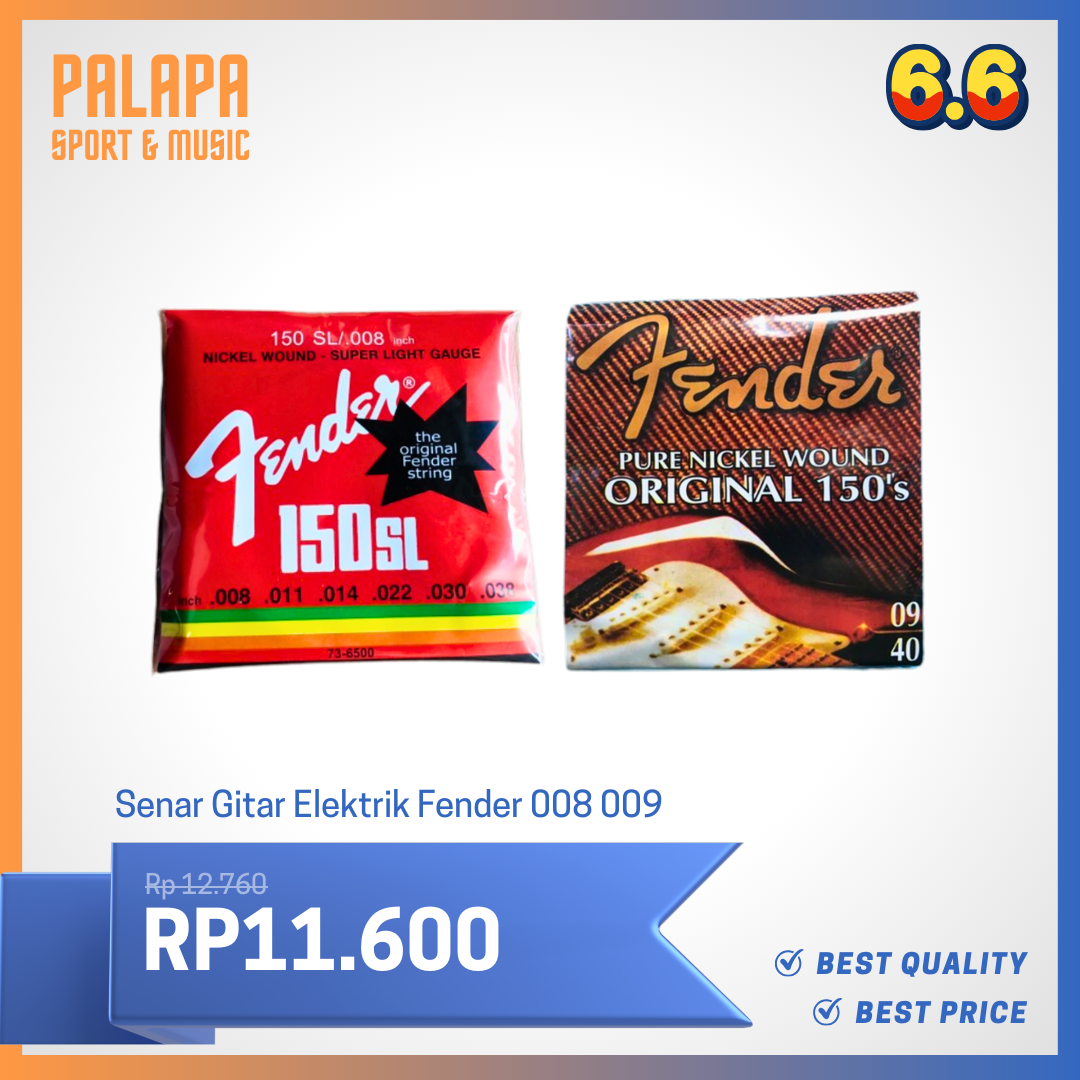 PALAPA
SPORT & MUSIC
6.6
150 SL/.008 inch
NICKEL WOUND - SUPER LIGHT GAUGE
Fender®
the
original
Fender
string
150SL
inch .008 .011 .014 .022 .030 .038
73-6500
Fender®
PURE NICKEL WOUND
ORIGINAL 150's
09
40
Senar Gitar Elektrik Fender 008 009
Rp 12.760
RP11.600
BEST QUALITY
BEST PRICE